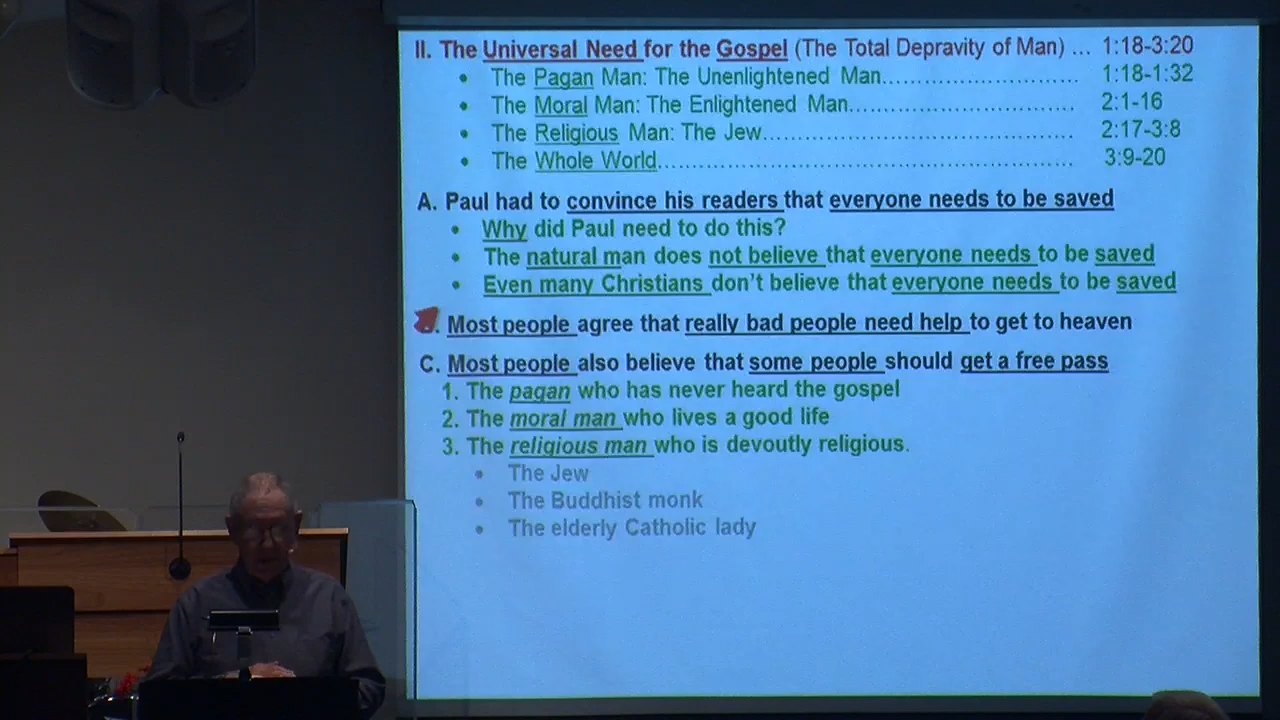 II. The Universal Need for the Gospel (The Total Depravity of Man) ... 1:18-3:20
• The Pagan Man: The Unenlightened Man............................ 1:18-1:32
• The Moral Man: The Enlightened Man................................ 2:1-16
• The Religious Man: The Jew............................................ 2:17-3:8
• The Whole World............................................................ 3:9-20
A. Paul had to convince his readers that everyone needs to be saved
• Why did Paul need to do this?
• The natural man does not believe that everyone needs to be saved
• Even many Christians don't believe that everyone needs to be saved
. Most people agree that really bad people need help to get to heaven
C. Most people also believe that some people should get a free pass
1. The pagan who has never heard the gospel
2. The moral man who lives a good life
3. The religious man who is devoutly religious.
• The Jew
• The Buddhist monk
• The elderly Catholic lady